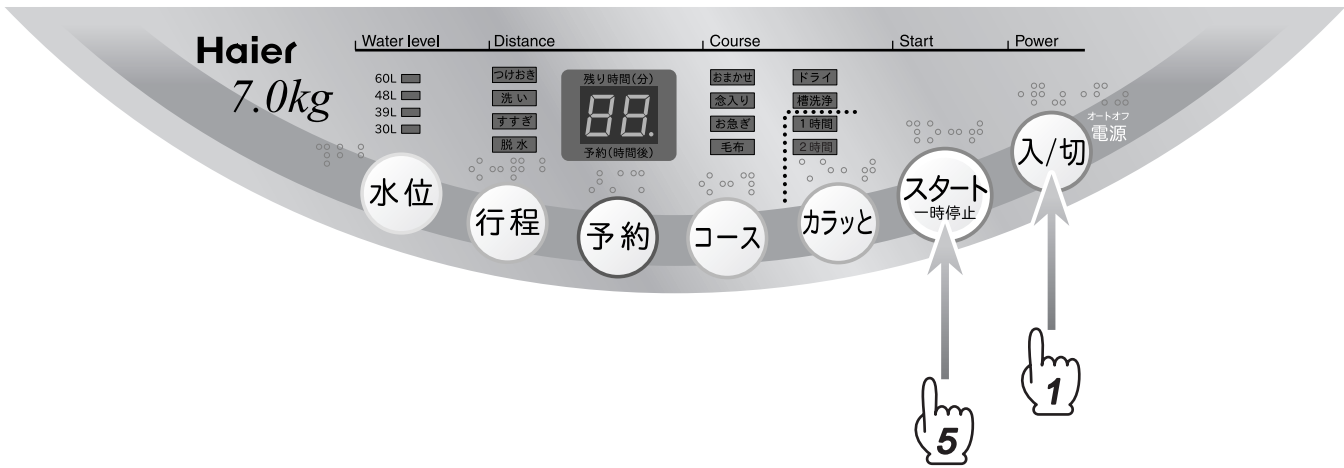 Haier
7.0kg
Water level
Distance
Course
Start
Power
60L
48L
39L
30L
つけおき
洗い
すすぎ
脱水
残り時間(分)
88.
予約(時間後)
おまかせ
念入り
お急ぎ
毛布
ドライ
槽洗浄
1時間
2時間
オートオフ
電源
水位
行程
予約
コース
カラッと
スタート
一時停止
入/切
5
1